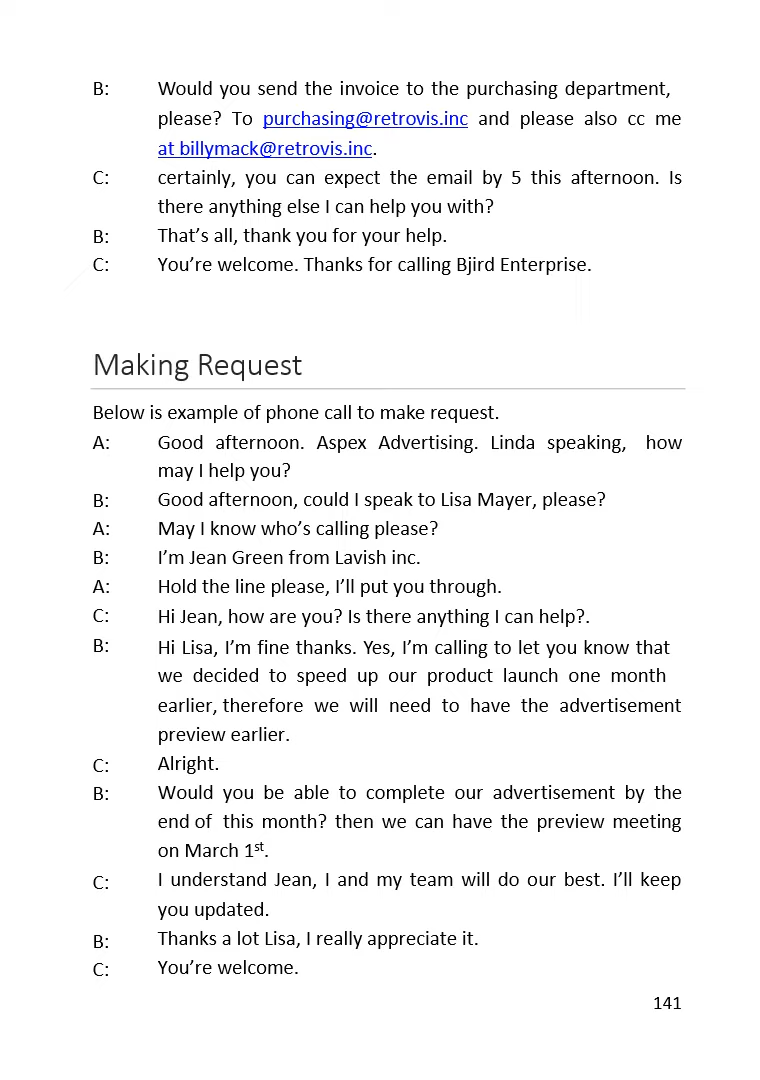 B: Would you send the invoice to the purchasing department,
please? To purchasing@retrovis.inc and please also cc me
at billymack@retrovis.inc.
C: certainly, you can expect the email by 5 this afternoon. Is
there anything else I can help you with?
B: That’s all, thank you for your help.
C: You’re welcome. Thanks for calling Bjird Enterprise.
Making Request
Below is example of phone call to make request.
A: Good afternoon. Aspex Advertising. Linda speaking, how
may I help you?
B: Good afternoon, could I speak to Lisa Mayer, please?
A: May I know who’s calling please?
B: I’m Jean Green from Lavish inc.
A: Hold the line please, I’ll put you through.
C: Hi Jean, how are you? Is there anything I can help?.
B: Hi Lisa, I’m fine thanks. Yes, I’m calling to let you know that
we decided to speed up our product launch one month
earlier, therefore we will need to have the advertisement
preview earlier.
C: Alright.
B: Would you be able to complete our advertisement by the
end of this month? then we can have the preview meeting
on March 1st.
C: I understand Jean, I and my team will do our best. I’ll keep
you updated.
B: Thanks a lot Lisa, I really appreciate it.
C: You’re welcome.
141